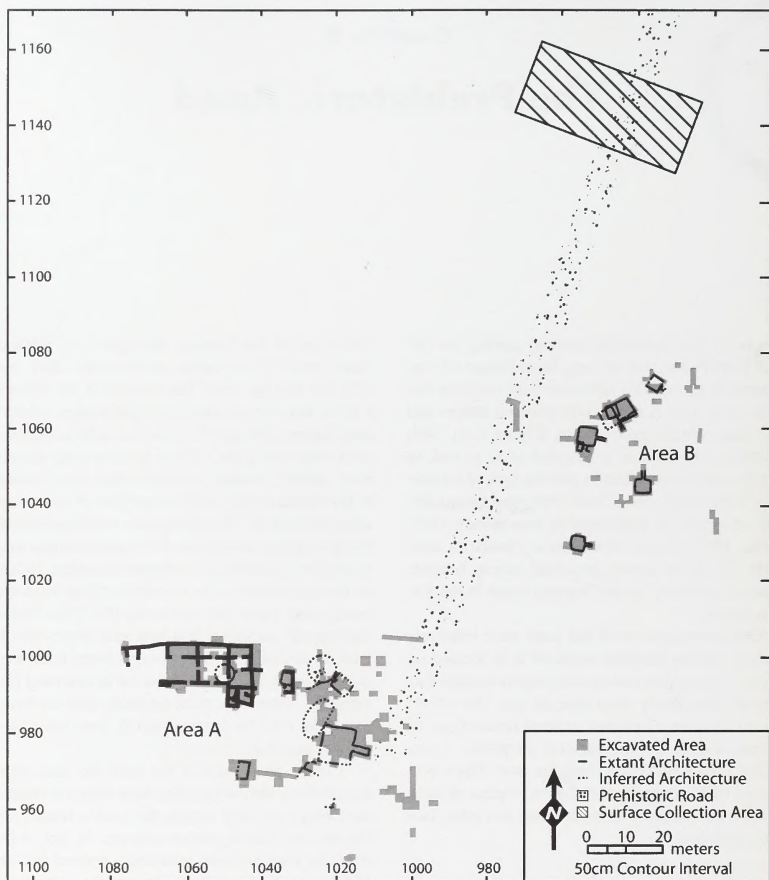 1160
1140
1120
1100
1080
1060
Area B
1040
1020
1000
980
Area A
960
Excavated Area
Extant Architecture
Inferred Architecture
Prehistoric Road
Surface Collection Area
N
0 10 20
meters
50cm Contour Interval
1100 1080 1060 1040 1020 1000 980